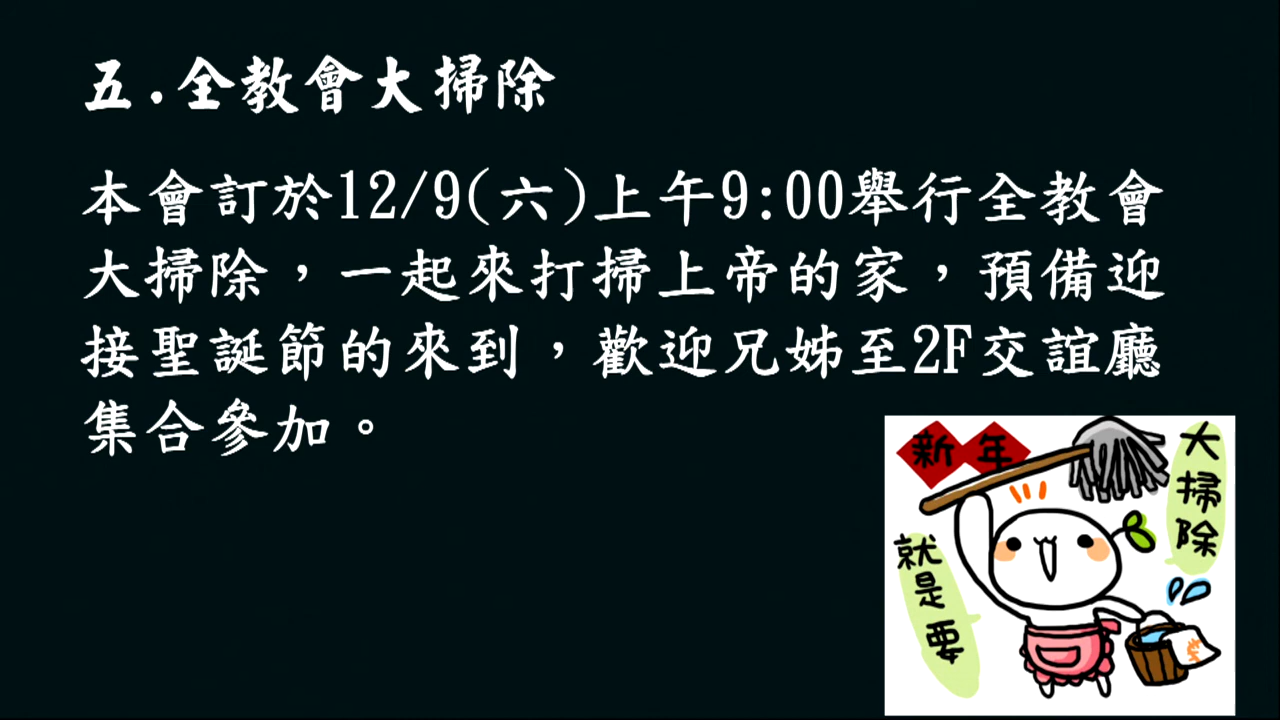 五.全教會大掃除
本會訂於12/9(六)上午9:00舉行全教會
大掃除，一起來打掃上帝的家，預備迎
接聖誕節的來到，歡迎兄姊至2F交誼廳
集合參加。
新年
大掃除
就是要